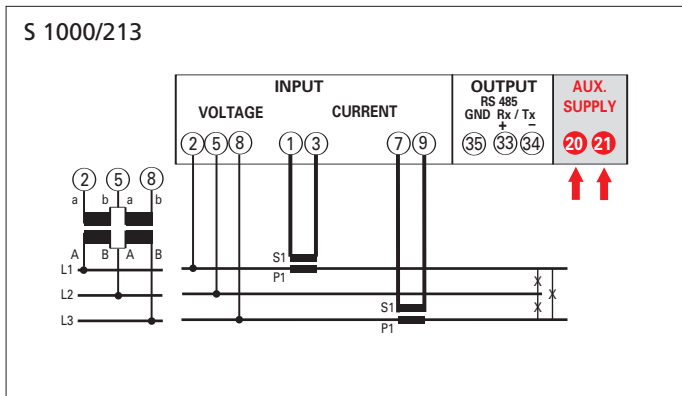 S 1000/213
INPUT
OUTPUT
AUX.
SUPPLY
VOLTAGE
CURRENT
RS 485
GND Rx / Tx
+ −
2 5 8 1 3 7 9 35 33 34 20 21
2 5 8
a b a b
A B A B
L1
L2
L3
S1
P1
S1
P1
X
X
X